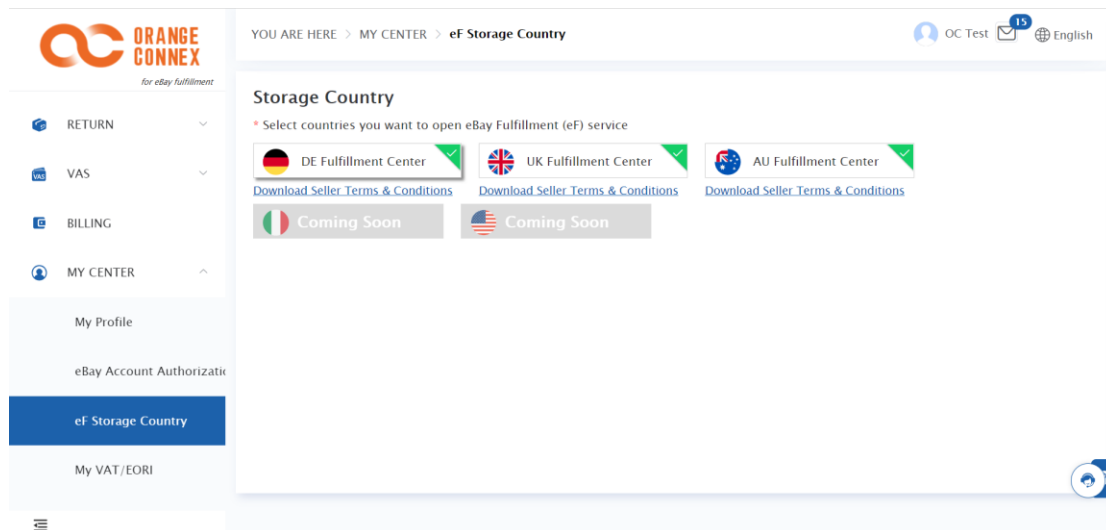 ORANGE
CONNEX
for eBay fulfillment
YOU ARE HERE > MY CENTER > eF Storage Country
OC Test
15
English
RETURN
VAS
VAS
BILLING
MY CENTER
My Profile
eBay Account Authorizati
eF Storage Country
My VAT/EORI
Storage Country
* Select countries you want to open eBay Fulfillment (eF) service
DE Fulfillment Center
UK Fulfillment Center
AU Fulfillment Center
Download Seller Terms & Conditions
Download Seller Terms & Conditions
Download Seller Terms & Conditions
Coming Soon
Coming Soon